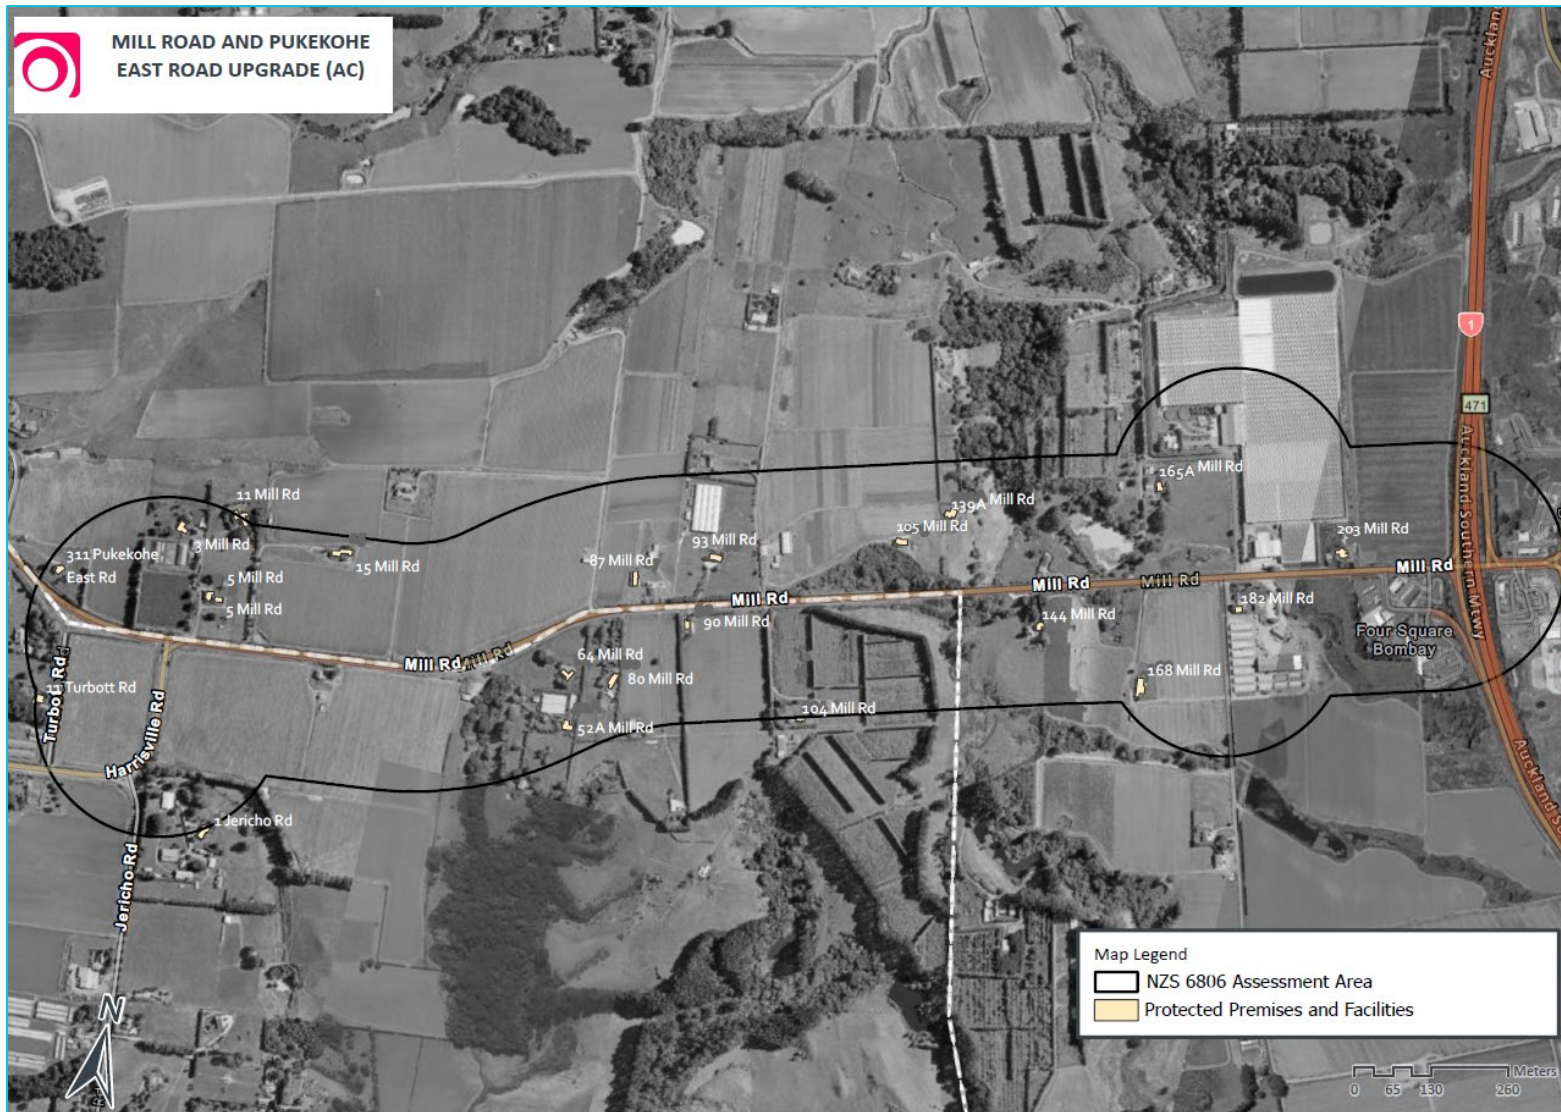 MILL ROAD AND PUKEKOHE
EAST ROAD UPGRADE (AC)
Auckland
Auckland
1
471
Auckland Southern Mtwy
165A Mill Rd
11 Mill Rd
139A Mill Rd
3 Mill Rd
105 Mill Rd
203 Mill Rd
93 Mill Rd
311 Pukekohe
East Rd
15 Mill Rd
87 Mill Rd
5 Mill Rd
5 Mill Rd
Mill Rd
Mill Rd
Mill Rd
Mill Rd
182 Mill Rd
144 Mill Rd
90 Mill Rd
Four Square
Bombay
Mill Rd
Mill Rd
64 Mill Rd
80 Mill Rd
168 Mill Rd
11 Turbott Rd
Turbott Rd
104 Mill Rd
52A Mill Rd
Harrisville Rd
Auckland S
1 Jericho Rd
Jericho Rd
N
Map Legend
NZS 6806 Assessment Area
Protected Premises and Facilities
Meters
0 65 130 260